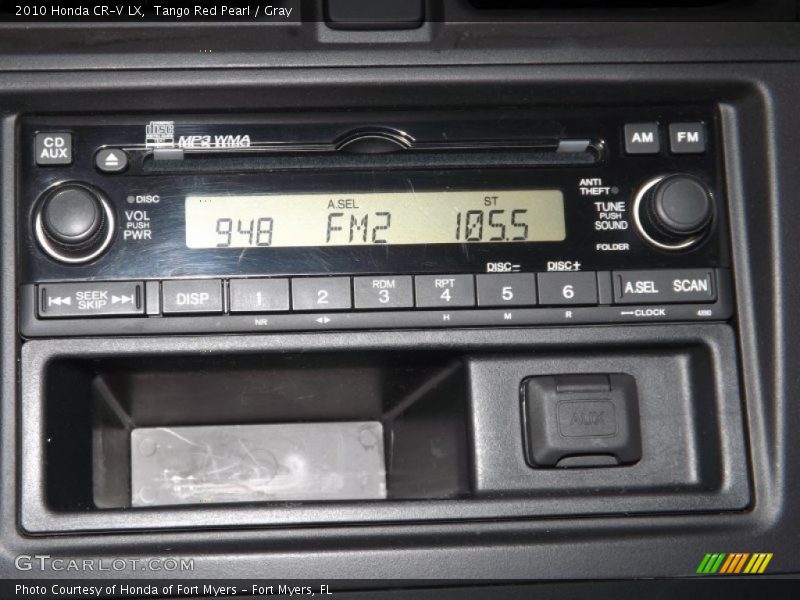 2010 Honda CR-V LX, Tango Red Pearl / Gray
CD AUX
disc
MP3 WMA
AM
FM
DISC
VOL
PUSH
PWR
A.SEL
ST
948 FM2 105.5
ANTI
THEFT
TUNE
PUSH
SOUND
FOLDER
DISC- DISC+
SEEK
SKIP
DISP
1
NR
2
RDM
3
RPT
4
H
5
M
6
R
A.SEL SCAN
CLOCK
4XB0
AUX
GTCARLOT.COM
Photo Courtesy of Honda of Fort Myers - Fort Myers, FL